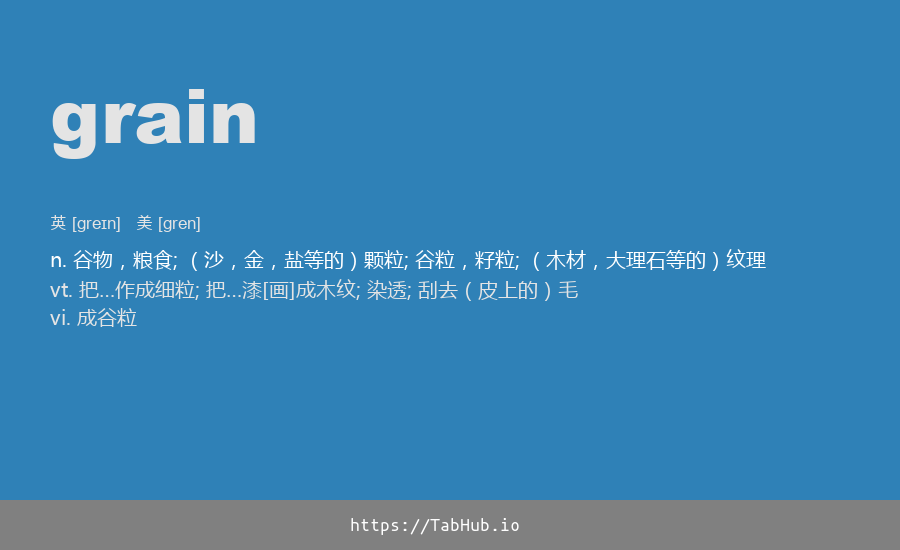 grain
英 [greɪn] 美 [gren]
n. 谷物，粮食; （沙，金，盐等的）颗粒; 谷粒，籽粒; （木材，大理石等的）纹理
vt. 把…作成细粒; 把…漆[画]成木纹; 染透; 刮去（皮上的）毛
vi. 成谷粒
https://TabHub.io